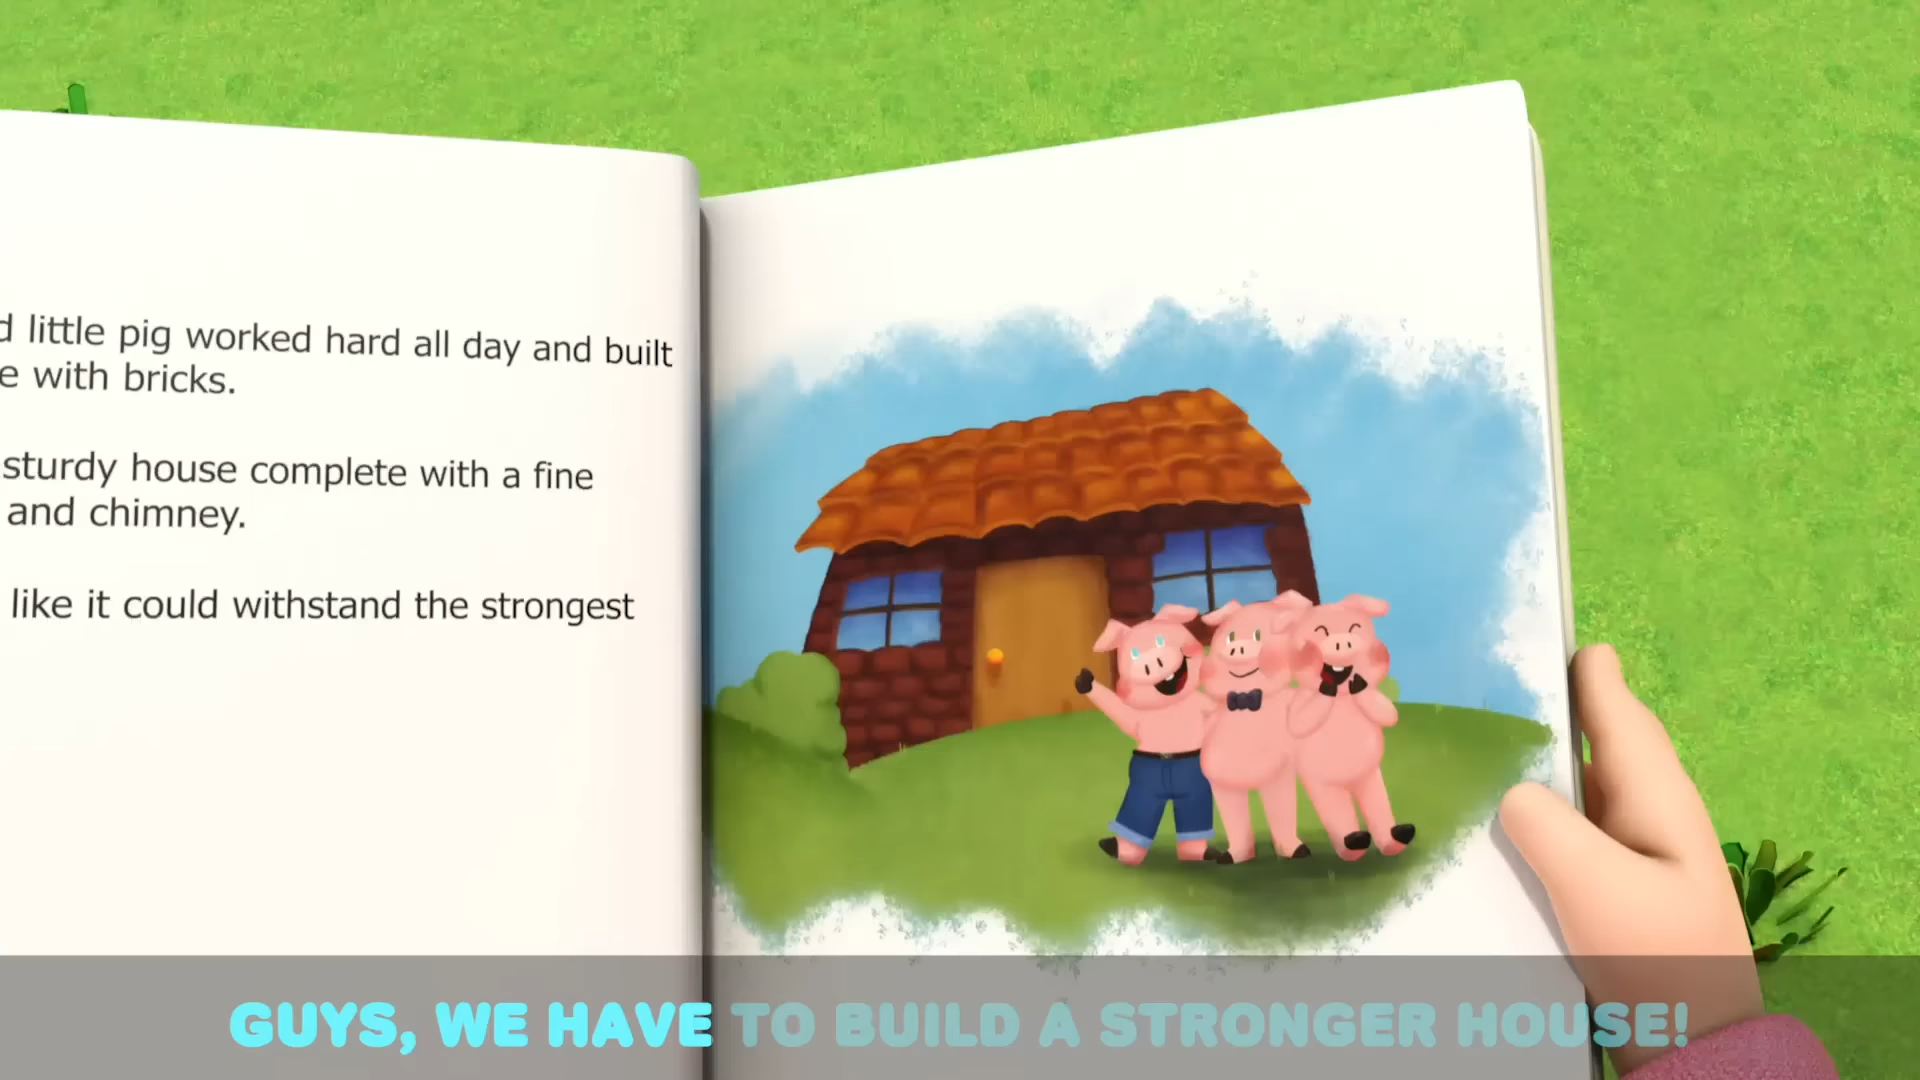 little pig worked hard all day and built
with bricks.
sturdy house complete with a fine
and chimney.
like it could withstand the strongest
GUYS, WE HAVE TO BUILD A STRONGER HOUSE!